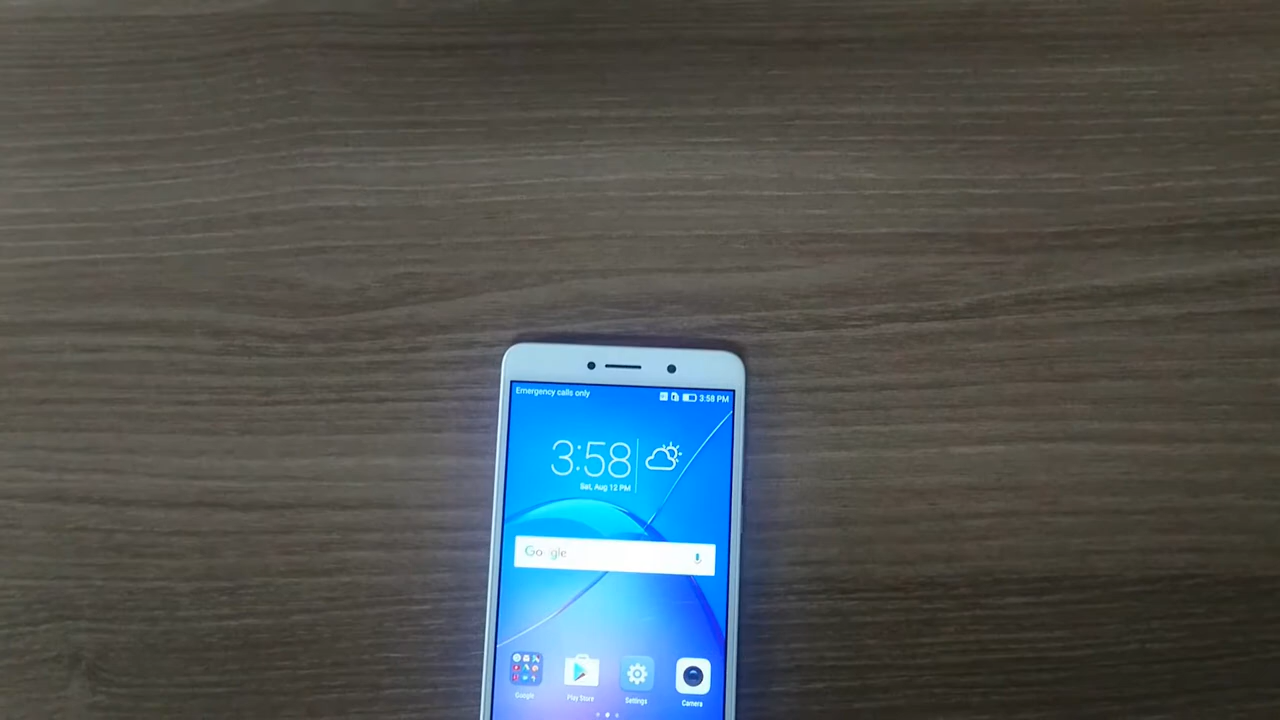 Emergency calls only 3:58 PM
3:58
Sat, Aug 12 PM
Google
Google Play Store Settings Camera